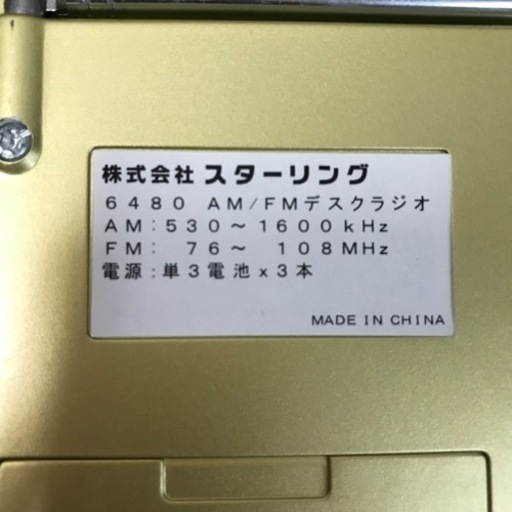 株式会社 スターリング
6480 AM/FMデスクラジオ
AM:530～1600kHz
FM: 76～ 108MHz
電源:単3電池x3本
MADE IN CHINA